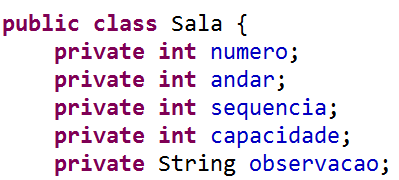 public class Sala {
    private int numero;
    private int andar;
    private int sequencia;
    private int capacidade;
    private String observacao;